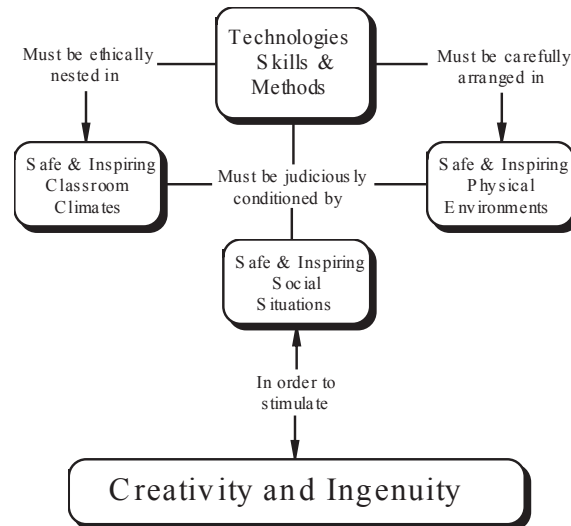 Technologies
Skills &
Methods
Must be ethically
nested in
Must be carefully
arranged in
Safe & Inspiring
Classroom
Climates
Must be judiciously
conditioned by
Safe & Inspiring
Physical
Environments
Safe & Inspiring
Social
Situations
In order to
stimulate
Creativity and Ingenuity